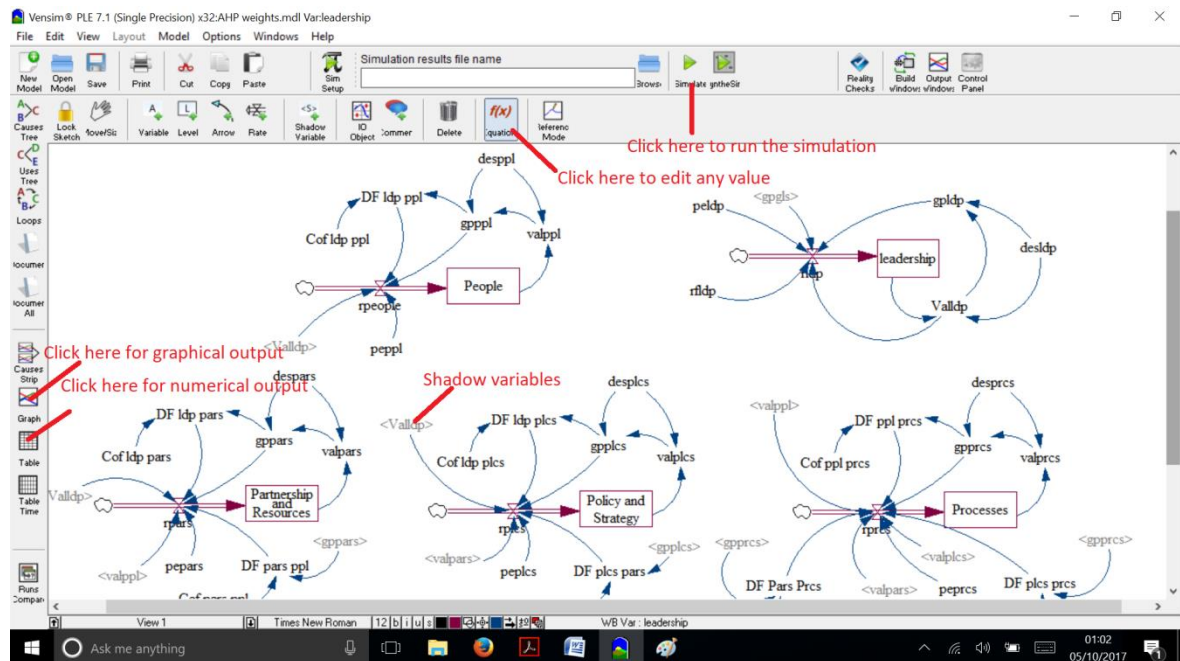 Vensim® PLE 7.1 (Single Precision) x32:AHP weights.mdl Var:leadership
File Edit View Layout Model Options Windows Help
Simulation results file name
New Model
Open Model
Save
Print
Cut
Copy
Paste
Sim Setup
Browse
Simulate
Reality Checks
Build Windows
Output windows
Control Panel
Causes Tree
Lock Sketch
Variable
Level
Arrow
Rate
<S>
Shadow Variable
IO Object
Delete
f(x)
Mode
Click here to run the simulation
Click here to edit any value
Uses Tree
Loops
All
Causes Strip
Graph
Table
Table Time
Runs
desppl
DF ldp ppl
gpppl
Cof ldp ppl
valppl
People
rpeople
<Valldp>
peppl
<gpgls>
peldp
gpldp
desldp
leadership
rfldp
Valldp
Click here for graphical output
Click here for numerical output
Shadow variables
despars
DF ldp pars
gppars
Cof ldp pars
valpars
Valldp>
Partnership
and
Resources
rpars
<gppars>
<valppl>
pepars
DF pars ppl
Cof pars ppl
desplcs
<Valldp>
DF ldp plcs
gpplcs
Cof ldp plcs
valplcs
Policy and
Strategy
rplcs
<valpars>
peplcs
<gpplcs>
DF plcs pars
desprcs
<valppl>
DF ppl prcs
gpprcs
Cof ppl prcs
valprcs
Processes
rprcs
<gpprcs>
<valplcs>
<gpprcs>
DF Pars Prcs
<valpars>
peprcs
DF plcs prcs
View 1
Times New Roman
12 b i u s
WB Var : leadership
Ask me anything
01:02
05/10/2017